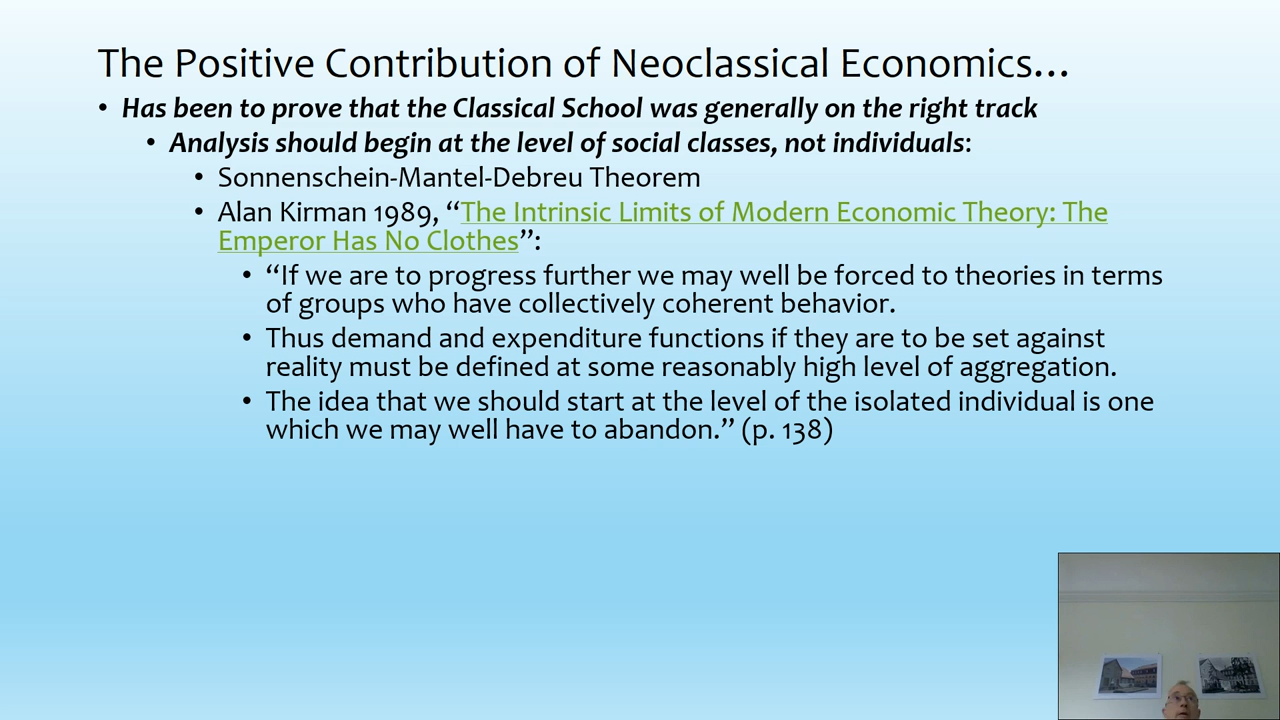 The Positive Contribution of Neoclassical Economics…
• Has been to prove that the Classical School was generally on the right track
• Analysis should begin at the level of social classes, not individuals:
• Sonnenschein-Mantel-Debreu Theorem
• Alan Kirman 1989, “The Intrinsic Limits of Modern Economic Theory: The
Emperor Has No Clothes”:
• “If we are to progress further we may well be forced to theories in terms
of groups who have collectively coherent behavior.
• Thus demand and expenditure functions if they are to be set against
reality must be defined at some reasonably high level of aggregation.
• The idea that we should start at the level of the isolated individual is one
which we may well have to abandon.” (p. 138)